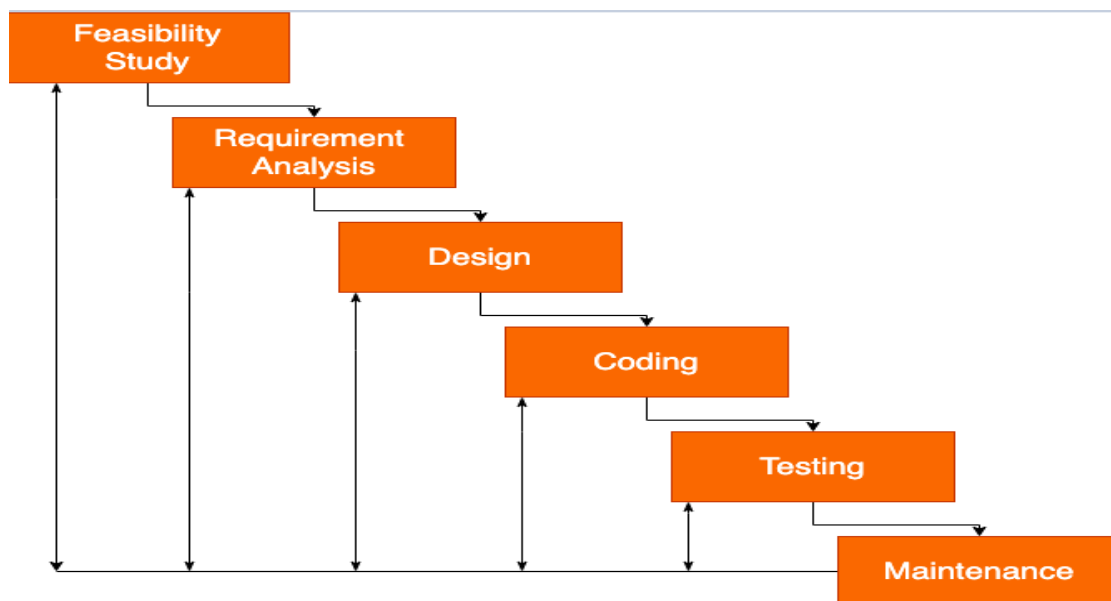 Feasibility
Study
Requirement
Analysis
Design
Coding
Testing
Maintenance